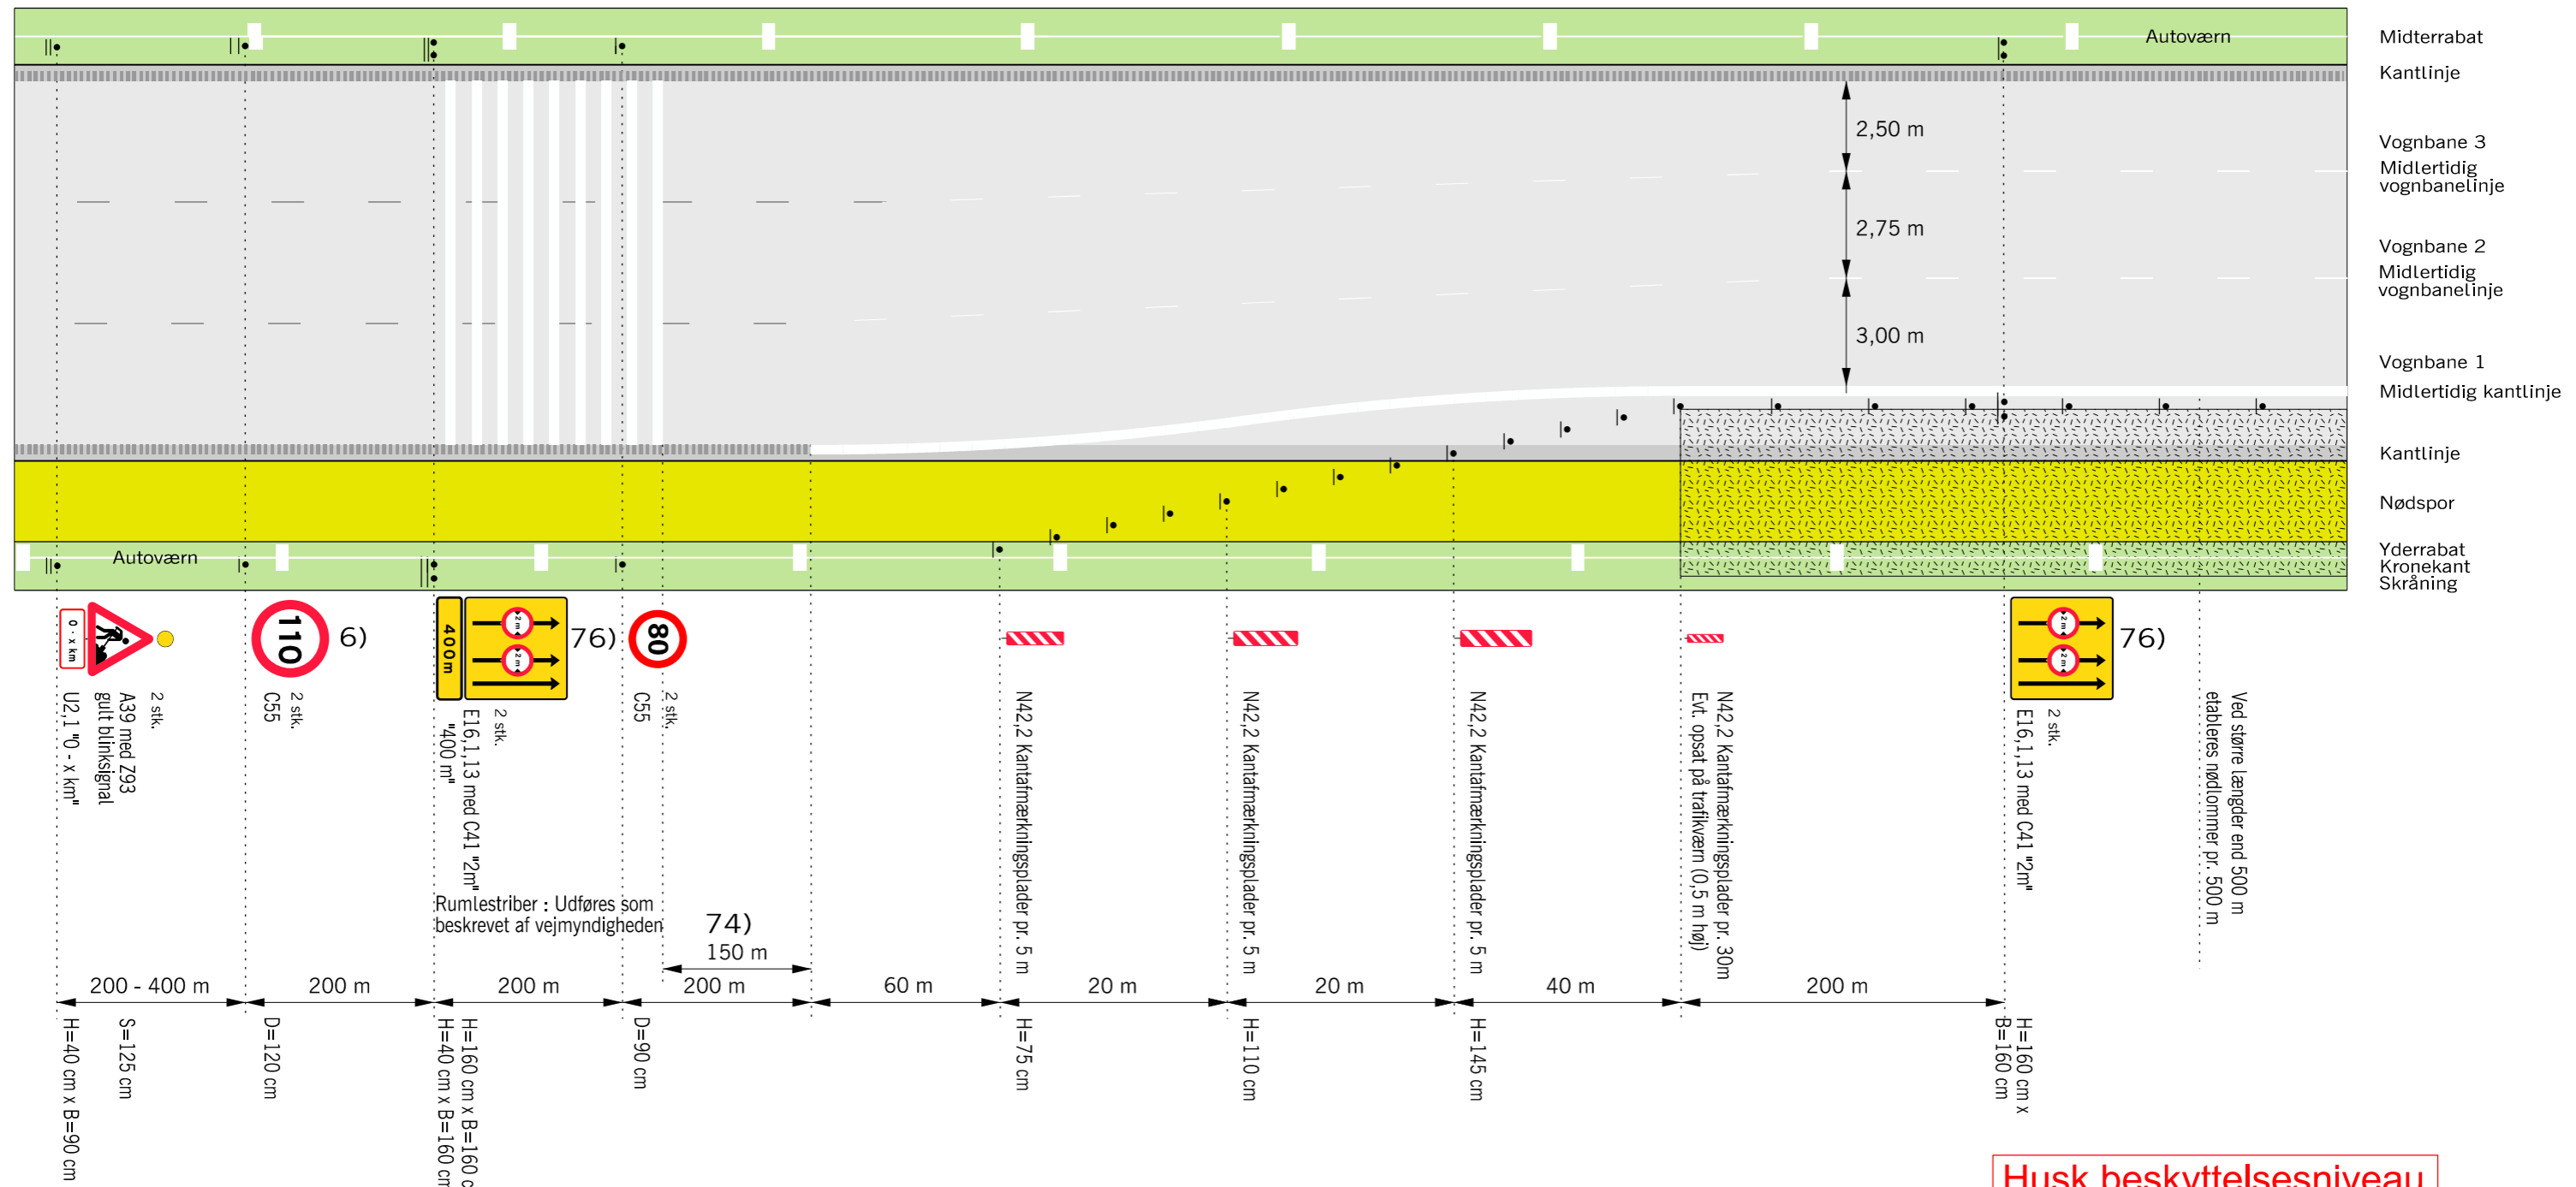 Autoværn
Midterrabat
Kantlinje
2,50 m
Vognbane 3
Midlertidig
vognbanelinje
2,75 m
Vognbane 2
Midlertidig
vognbanelinje
3,00 m
Vognbane 1
Midlertidig kantlinje
Kantlinje
Nødspor
Autoværn
Yderrabat
Kronekant
Skråning
0 - x km
2 stk.
A39 med Z93
gult blinksignal
U2,1 "0 - x km"
110
6)
2 stk.
C55
400m
2m
2m
76)
2 stk.
E16,1,13 med C41 "2m"
"400 m"
80
2 stk.
C55
N42,2 Kantafmærkningsplader pr. 5 m
N42,2 Kantafmærkningsplader pr. 5 m
N42,2 Kantafmærkningsplader pr. 5 m
N42,2 Kantafmærkningsplader pr. 30m
Evt. opsat på trafikværn (0,5 m høj)
2m
2m
76)
2 stk.
E16,1,13 med C41 "2m"
Ved større længder end 500 m
etableres nødlommer pr. 500 m
Rumlestriber : Udføres som
beskrevet af vejmyndigheden
74)
150 m
200 - 400 m
200 m
200 m
200 m
60 m
20 m
20 m
40 m
200 m
S=125 cm
H=40 cm x B=90 cm
D=120 cm
H=160 cm x B=160 c
H=40 cm x B=160 cm
D=90 cm
H=75 cm
H=110 cm
H=145 cm
H=160 cm x
B=160 cm
Husk beskyttelsesniveau